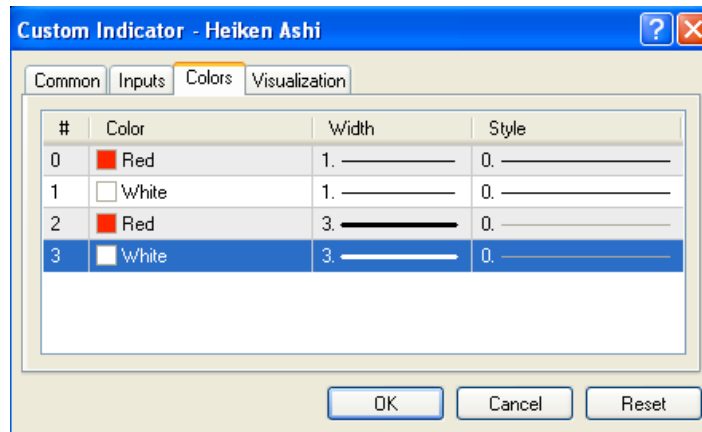 Custom Indicator - Heiken Ashi ?
Common Inputs Colors Visualization
# Color Width Style
0 Red 1. 0.
1 White 1. 0.
2 Red 3. 0.
3 White 3. 0.
OK Cancel Reset